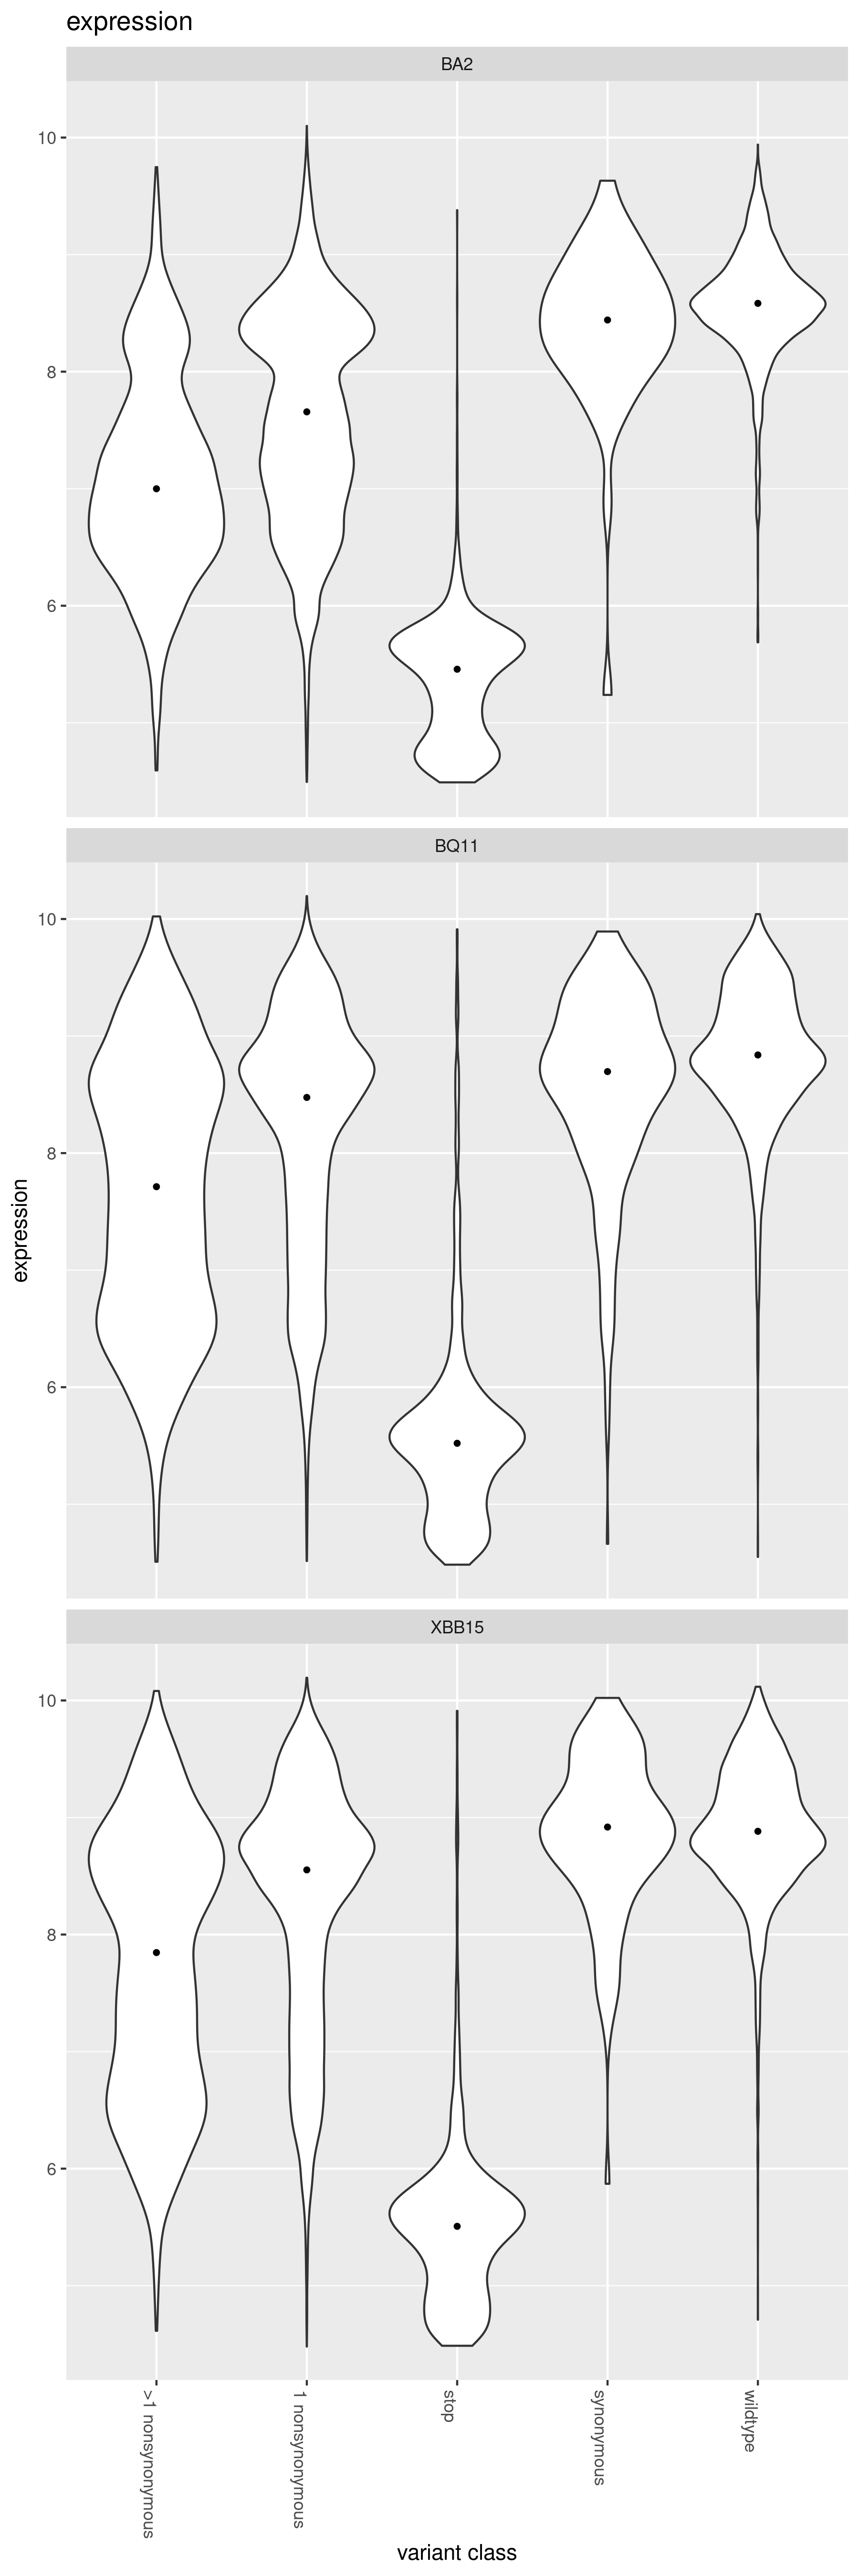 expression
BA2
10
8
6
BQ11
10
8
6
expression
XBB15
10
8
6
>1 nonsynonymous
1 nonsynonymous
stop
synonymous
wildtype
variant class